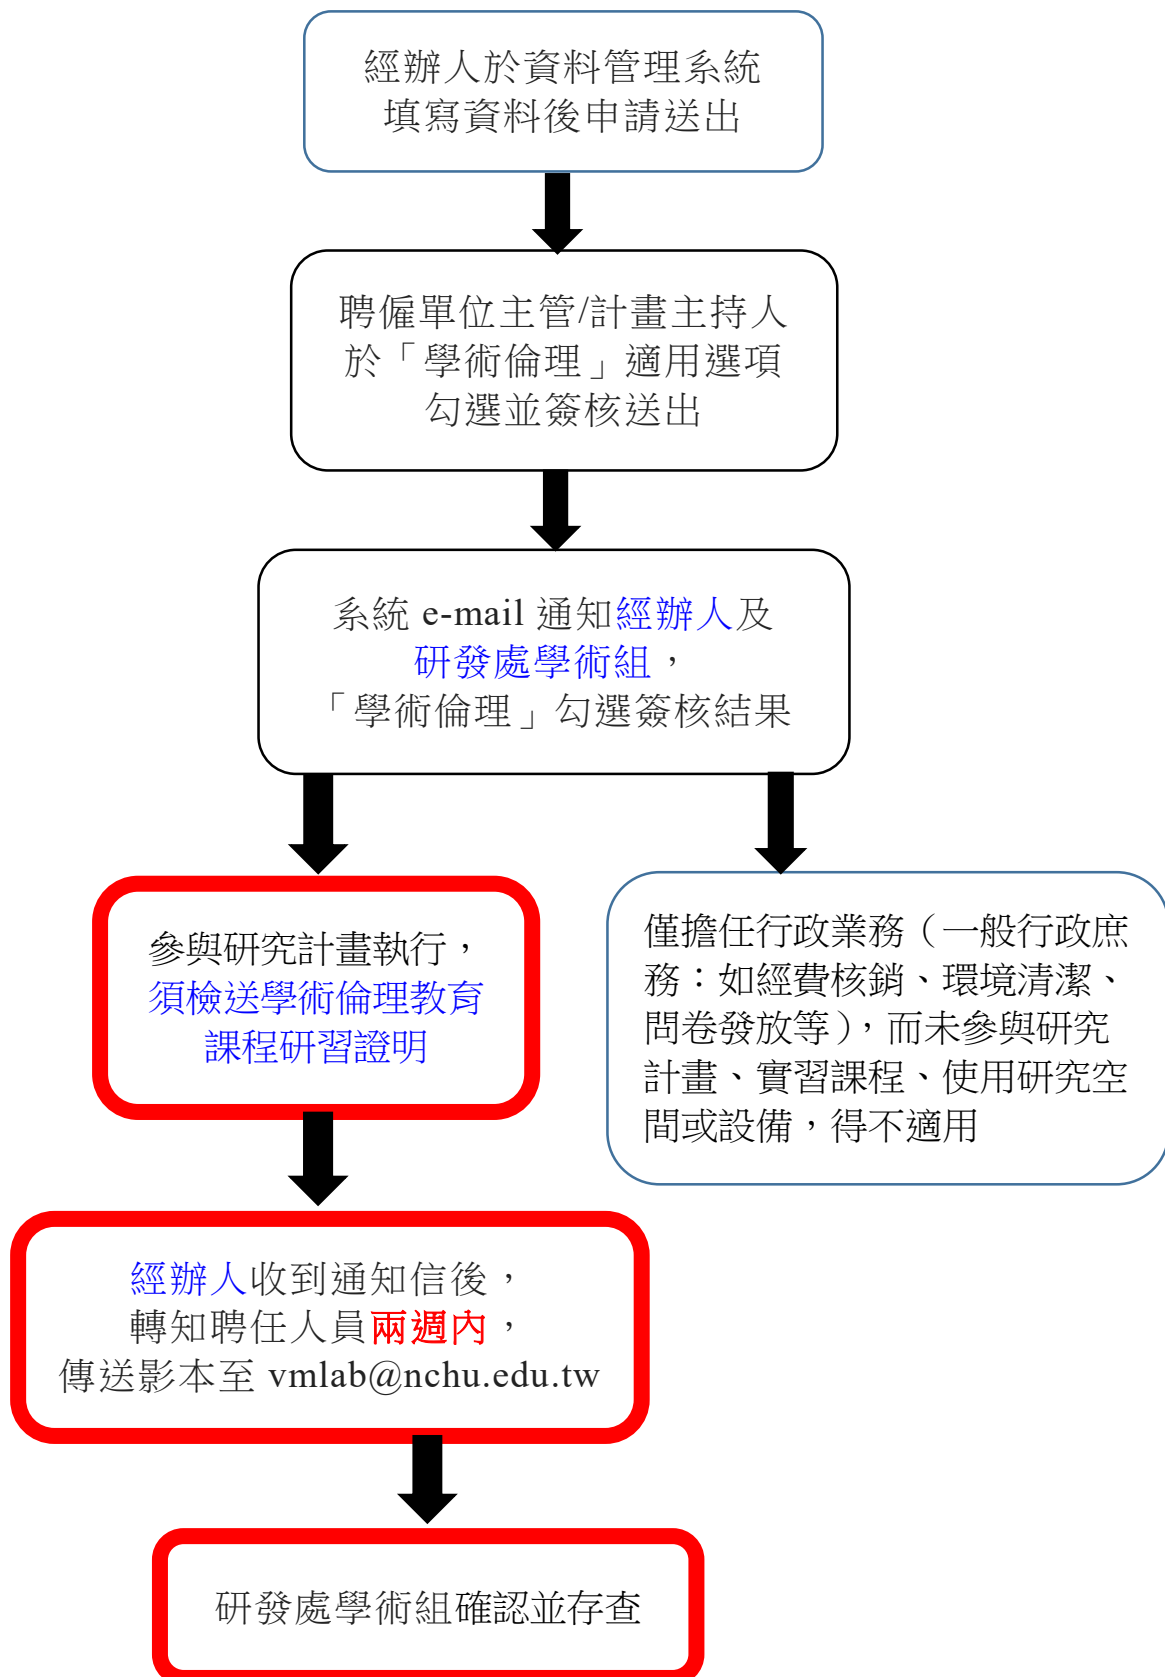 經辦人於資料管理系統
填寫資料後申請送出
聘僱單位主管/計畫主持人
於「學術倫理」適用選項
勾選並簽核送出
系統 e-mail 通知經辦人及
研發處學術組，
「學術倫理」勾選簽核結果
參與研究計畫執行，
須檢送學術倫理教育
課程研習證明
僅擔任行政業務（一般行政庶
務：如經費核銷、環境清潔、
問卷發放等），而未參與研究
計畫、實習課程、使用研究空
間或設備，得不適用
經辦人收到通知信後，
轉知聘任人員兩週內，
傳送影本至 vmlab@nchu.edu.tw
研發處學術組確認並存查